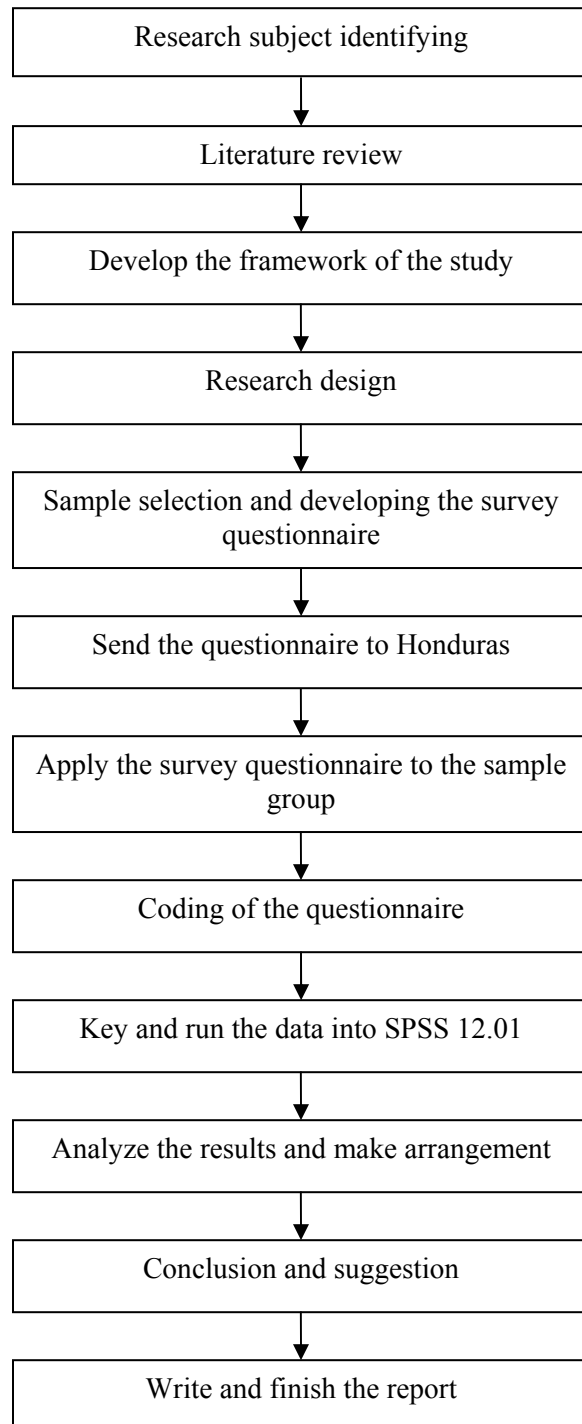 Research subject identifying
Literature review
Develop the framework of the study
Research design
Sample selection and developing the survey
questionnaire
Send the questionnaire to Honduras
Apply the survey questionnaire to the sample
group
Coding of the questionnaire
Key and run the data into SPSS 12.01
Analyze the results and make arrangement
Conclusion and suggestion
Write and finish the report